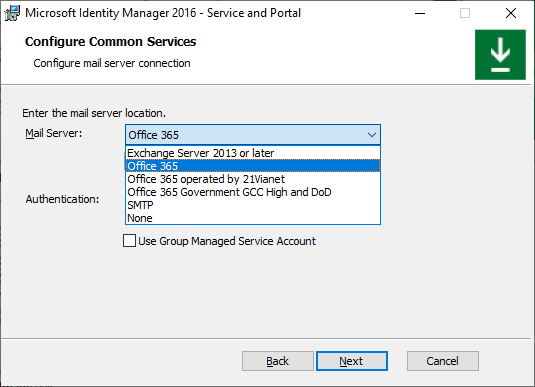 Microsoft Identity Manager 2016 - Service and Portal
Configure Common Services
Configure mail server connection
Enter the mail server location.
Mail Server:
Office 365
Exchange Server 2013 or later
Office 365
Office 365 operated by 21Vianet
Office 365 Government GCC High and DoD
Authentication:
SMTP
None
Use Group Managed Service Account
Back
Next
Cancel